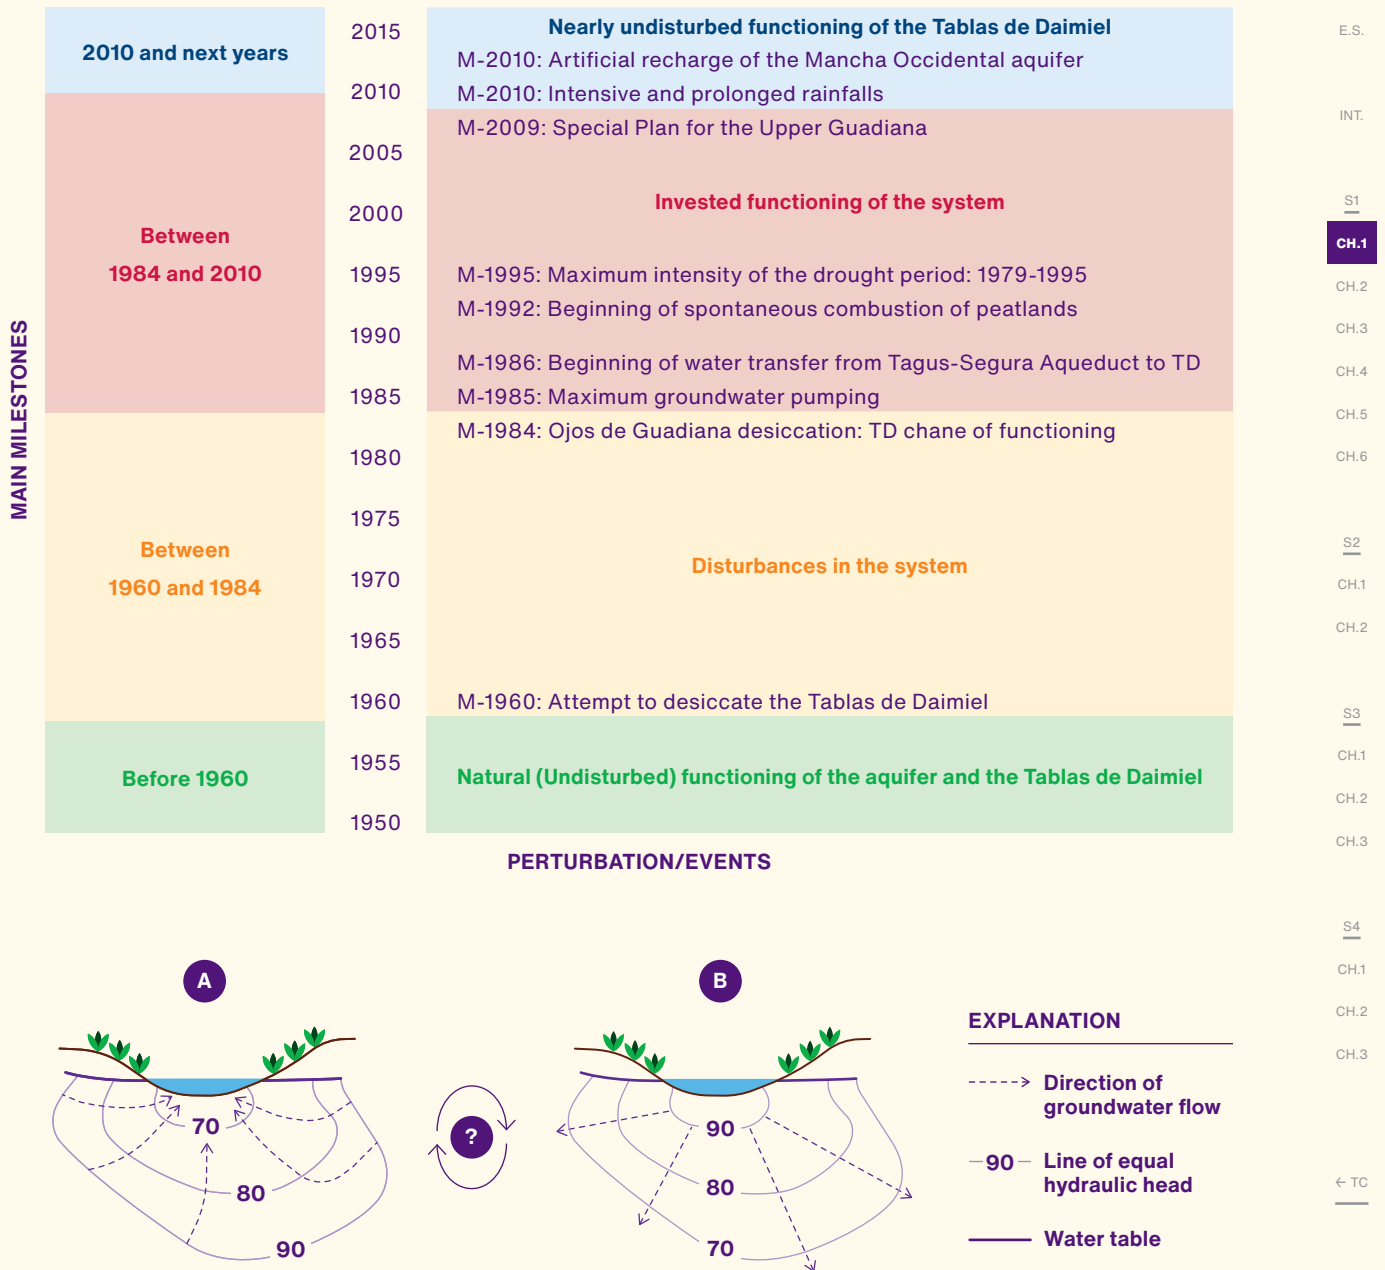 MAIN MILESTONES
2010 and next years
Between
1984 and 2010
Between
1960 and 1984
Before 1960
2015
2010
2005
2000
1995
1990
1985
1980
1975
1970
1965
1960
1955
1950
Nearly undisturbed functioning of the Tablas de Daimiel
M-2010: Artificial recharge of the Mancha Occidental aquifer
M-2010: Intensive and prolonged rainfalls
M-2009: Special Plan for the Upper Guadiana
Invested functioning of the system
M-1995: Maximum intensity of the drought period: 1979-1995
M-1992: Beginning of spontaneous combustion of peatlands
M-1986: Beginning of water transfer from Tagus-Segura Aqueduct to TD
M-1985: Maximum groundwater pumping
M-1984: Ojos de Guadiana desiccation: TD chane of functioning
Disturbances in the system
M-1960: Attempt to desiccate the Tablas de Daimiel
Natural (Undisturbed) functioning of the aquifer and the Tablas de Daimiel
PERTURBATION/EVENTS
A
70
80
90
?
B
90
80
70
EXPLANATION
Direction of
groundwater flow
90
Line of equal
hydraulic head
Water table
E.S.
INT.
S1
CH.1
CH.2
CH.3
CH.4
CH.5
CH.6
S2
CH.1
CH.2
S3
CH.1
CH.2
CH.3
S4
CH.1
CH.2
CH.3
← TC